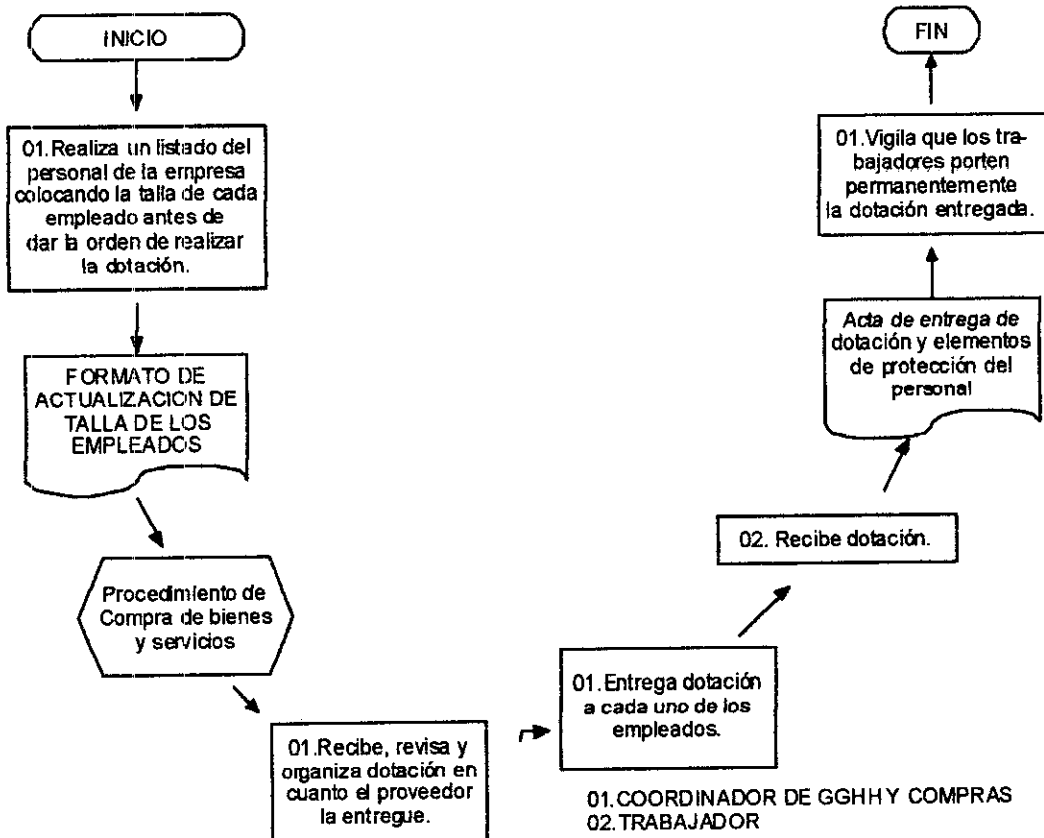 INICIO
01.Realiza un listado del
personal de la empresa
colocando la talla de cada
empleado antes de
dar la orden de realizar
la dotación.
FORMATO DE
ACTUALIZACION DE
TALLA DE LOS
EMPLEADOS
Procedimiento de
Compra de bienes
y servicios
01.Recibe, revisa y
organiza dotación en
cuanto el proveedor
la entregue.
01.Entrega dotación
a cada uno de los
empleados.
02. Recibe dotación.
Acta de entrega de
dotación y elementos
de protección del
personal
01.Vigila que los tra-
bajadores porten
permanentemente
la dotación entregada.
FIN
01.COORDINADOR DE GGHH Y COMPRAS
02.TRABAJADOR